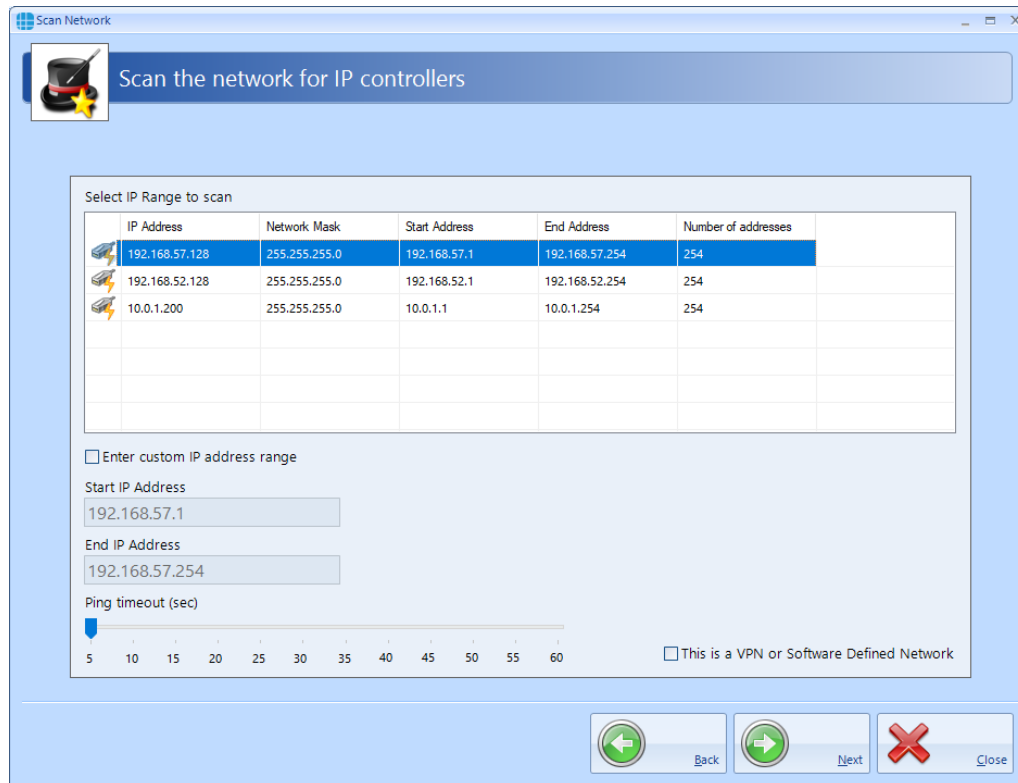 Scan Network
Scan the network for IP controllers
Select IP Range to scan
IP Address Network Mask Start Address End Address Number of addresses
192.168.57.128 255.255.255.0 192.168.57.1 192.168.57.254 254
192.168.52.128 255.255.255.0 192.168.52.1 192.168.52.254 254
10.0.1.200 255.255.255.0 10.0.1.1 10.0.1.254 254
Enter custom IP address range
Start IP Address
192.168.57.1
End IP Address
192.168.57.254
Ping timeout (sec)
5 10 15 20 25 30 35 40 45 50 55 60
This is a VPN or Software Defined Network
Back Next Close